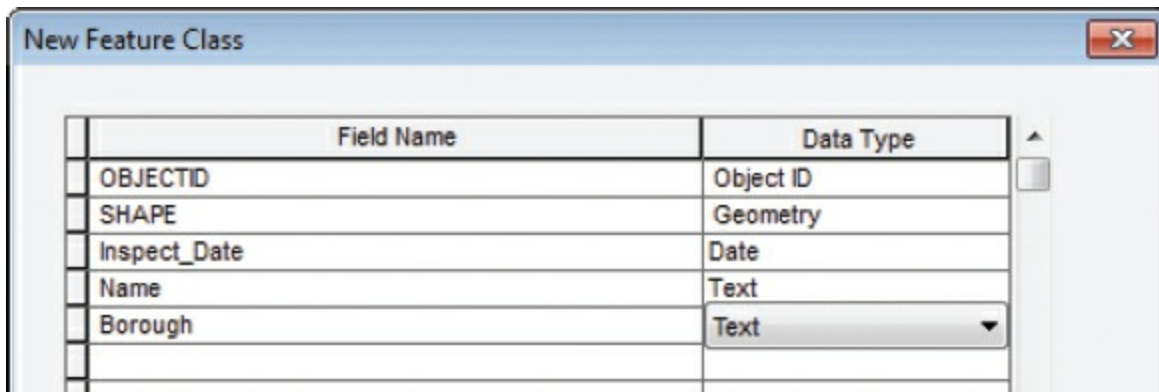 New Feature Class
Field Name Data Type
OBJECTID Object ID
SHAPE Geometry
Inspect_Date Date
Name Text
Borough Text